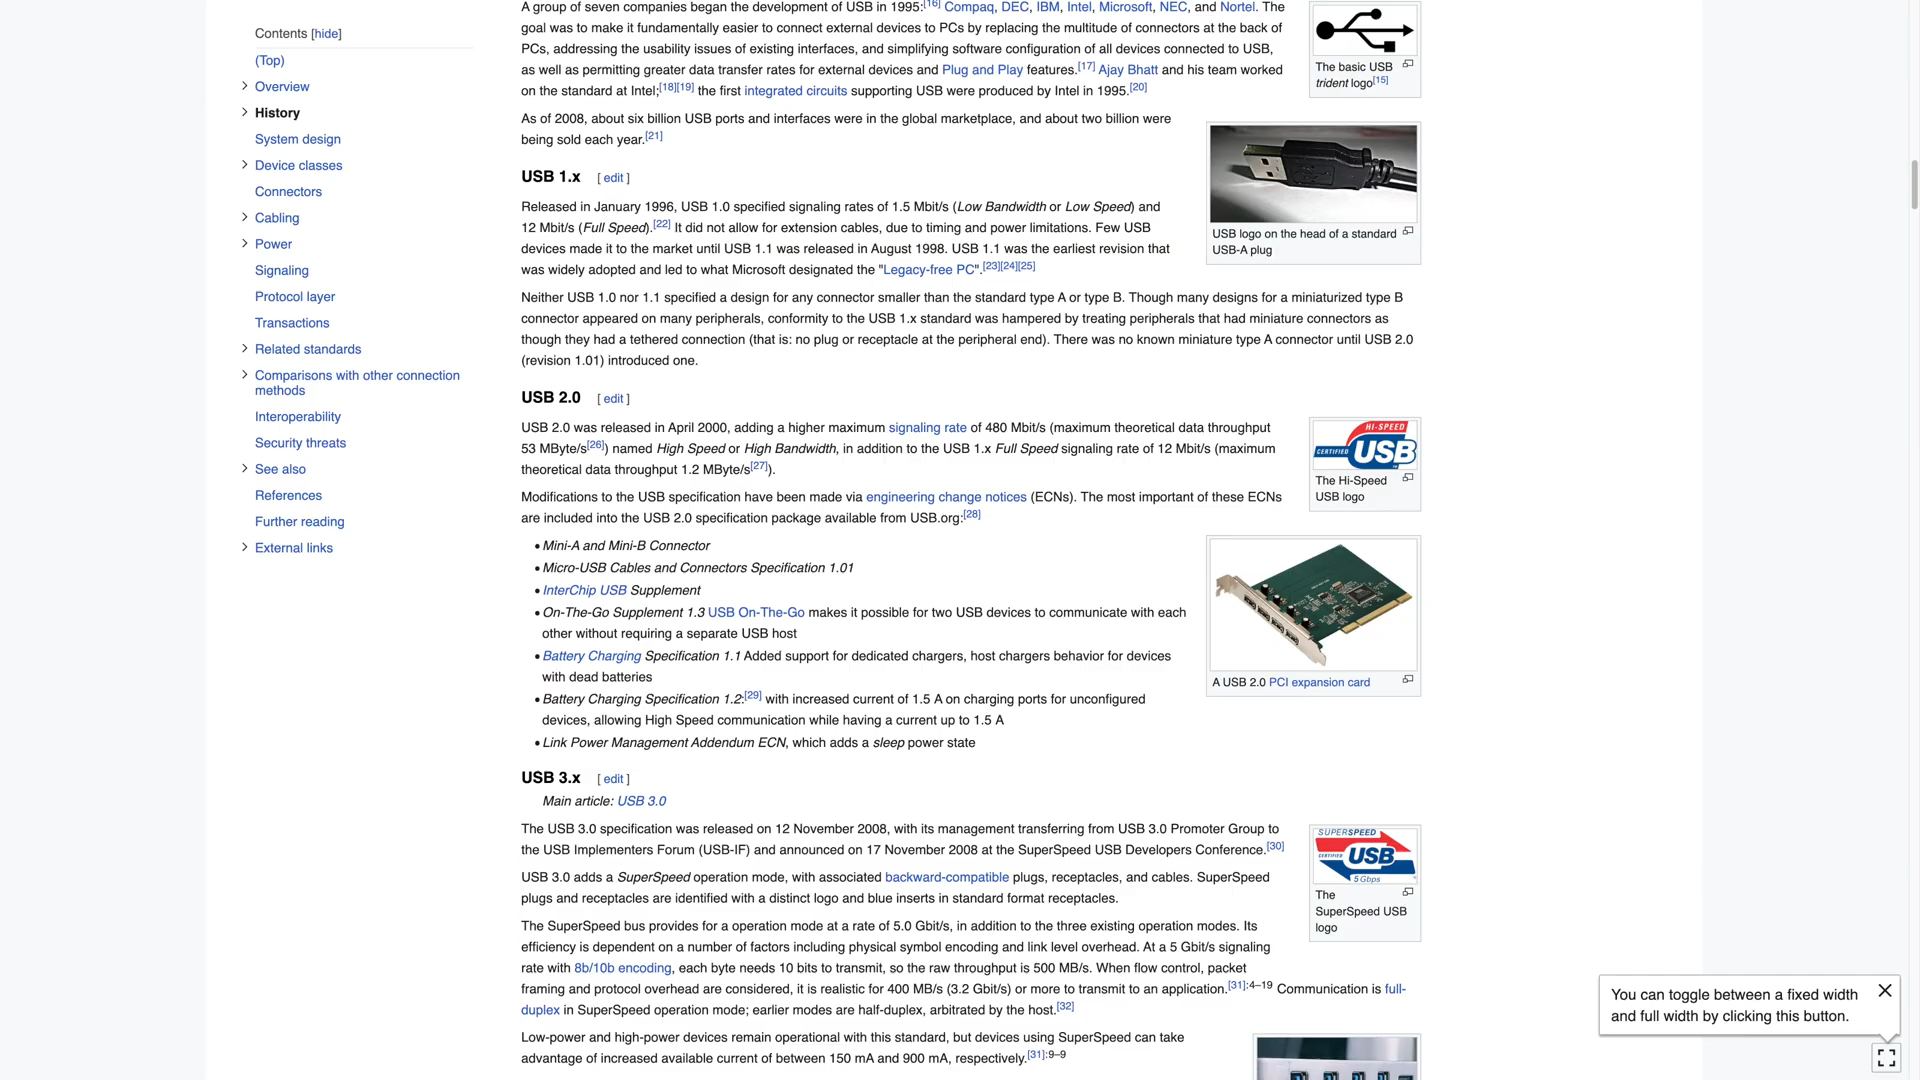 Contents [hide]
(Top)
Overview
History
System design
Device classes
Connectors
Cabling
Power
Signaling
Protocol layer
Transactions
Related standards
Comparisons with other connection
methods
Interoperability
Security threats
See also
References
Further reading
External links
A group of seven companies began the development of USB in 1995:[16] Compaq, DEC, IBM, Intel, Microsoft, NEC, and Nortel. The
goal was to make it fundamentally easier to connect external devices to PCs by replacing the multitude of connectors at the back of
PCs, addressing the usability issues of existing interfaces, and simplifying software configuration of all devices connected to USB,
as well as permitting greater data transfer rates for external devices and Plug and Play features.[17] Ajay Bhatt and his team worked
on the standard at Intel;[18][19] the first integrated circuits supporting USB were produced by Intel in 1995.[20]
The basic USB
trident logo[15]
As of 2008, about six billion USB ports and interfaces were in the global marketplace, and about two billion were
being sold each year.[21]
USB logo on the head of a standard
USB-A plug
USB 1.x [ edit ]
Released in January 1996, USB 1.0 specified signaling rates of 1.5 Mbit/s (Low Bandwidth or Low Speed) and
12 Mbit/s (Full Speed).[22] It did not allow for extension cables, due to timing and power limitations. Few USB
devices made it to the market until USB 1.1 was released in August 1998. USB 1.1 was the earliest revision that
was widely adopted and led to what Microsoft designated the "Legacy-free PC".[23][24][25]
Neither USB 1.0 nor 1.1 specified a design for any connector smaller than the standard type A or type B. Though many designs for a miniaturized type B
connector appeared on many peripherals, conformity to the USB 1.x standard was hampered by treating peripherals that had miniature connectors as
though they had a tethered connection (that is: no plug or receptacle at the peripheral end). There was no known miniature type A connector until USB 2.0
(revision 1.01) introduced one.
USB 2.0 [ edit ]
USB 2.0 was released in April 2000, adding a higher maximum signaling rate of 480 Mbit/s (maximum theoretical data throughput
53 MByte/s[26]) named High Speed or High Bandwidth, in addition to the USB 1.x Full Speed signaling rate of 12 Mbit/s (maximum
theoretical data throughput 1.2 MByte/s[27]).
HI-SPEED
CERTIFIED USB
The Hi-Speed
USB logo
Modifications to the USB specification have been made via engineering change notices (ECNs). The most important of these ECNs
are included into the USB 2.0 specification package available from USB.org:[28]
• Mini-A and Mini-B Connector
• Micro-USB Cables and Connectors Specification 1.01
• InterChip USB Supplement
• On-The-Go Supplement 1.3 USB On-The-Go makes it possible for two USB devices to communicate with each
other without requiring a separate USB host
• Battery Charging Specification 1.1 Added support for dedicated chargers, host chargers behavior for devices
with dead batteries
• Battery Charging Specification 1.2:[29] with increased current of 1.5 A on charging ports for unconfigured
devices, allowing High Speed communication while having a current up to 1.5 A
• Link Power Management Addendum ECN, which adds a sleep power state
A USB 2.0 PCI expansion card
USB 3.x [ edit ]
Main article: USB 3.0
The USB 3.0 specification was released on 12 November 2008, with its management transferring from USB 3.0 Promoter Group to
the USB Implementers Forum (USB-IF) and announced on 17 November 2008 at the SuperSpeed USB Developers Conference.[30]
SUPERSPEED
CERTIFIED USB
5 Gbps
The
SuperSpeed USB
logo
USB 3.0 adds a SuperSpeed operation mode, with associated backward-compatible plugs, receptacles, and cables. SuperSpeed
plugs and receptacles are identified with a distinct logo and blue inserts in standard format receptacles.
The SuperSpeed bus provides for a operation mode at a rate of 5.0 Gbit/s, in addition to the three existing operation modes. Its
efficiency is dependent on a number of factors including physical symbol encoding and link level overhead. At a 5 Gbit/s signaling
rate with 8b/10b encoding, each byte needs 10 bits to transmit, so the raw throughput is 500 MB/s. When flow control, packet
framing and protocol overhead are considered, it is realistic for 400 MB/s (3.2 Gbit/s) or more to transmit to an application.[31]:4–19 Communication is full-
duplex in SuperSpeed operation mode; earlier modes are half-duplex, arbitrated by the host.[32]
Low-power and high-power devices remain operational with this standard, but devices using SuperSpeed can take
advantage of increased available current of between 150 mA and 900 mA, respectively.[31]:9–9
You can toggle between a fixed width
and full width by clicking this button.